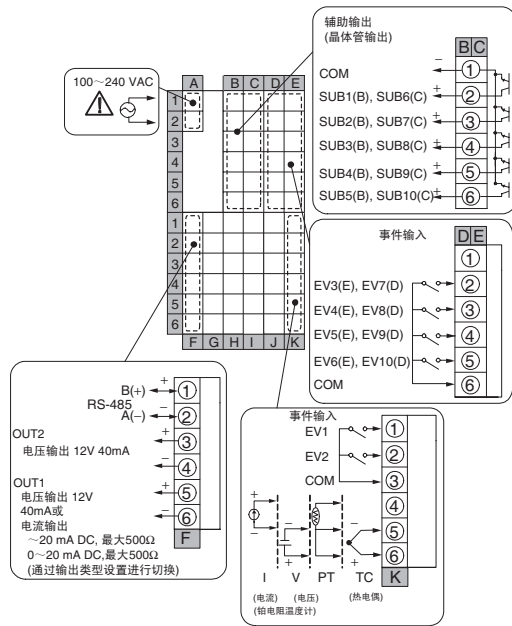 辅助输出
(晶体管输出)
B C
COM
−
①
SUB1(B), SUB6(C)
+
②
SUB2(B), SUB7(C)
+
③
SUB3(B), SUB8(C)
+
④
SUB4(B), SUB9(C)
+
⑤
SUB5(B), SUB10(C)
+
⑥
100～240 VAC
A B C D E
1
2
3
4
5
6
1
2
3
4
5
6
F G H I J K
事件输入
D E
①
EV3(E), EV7(D)
②
EV4(E), EV8(D)
③
EV5(E), EV9(D)
④
EV6(E), EV10(D)
⑤
COM
⑥
B(+)
+
①
RS-485
A(−)
−
②
OUT2
+
③
电压输出 12V 40mA
−
④
OUT1
+
⑤
电压输出 12V
40mA或
−
⑥
电流输出
～20 mA DC, 最大500Ω
F
0～20 mA DC,最大500Ω
(通过输出类型设置进行切换)
事件输入
EV1
①
EV2
②
COM
③
④
+ −
⑤
− +
⑥
I V PT TC K
(电流) (电压) (热电偶)
(铂电阻温度计)